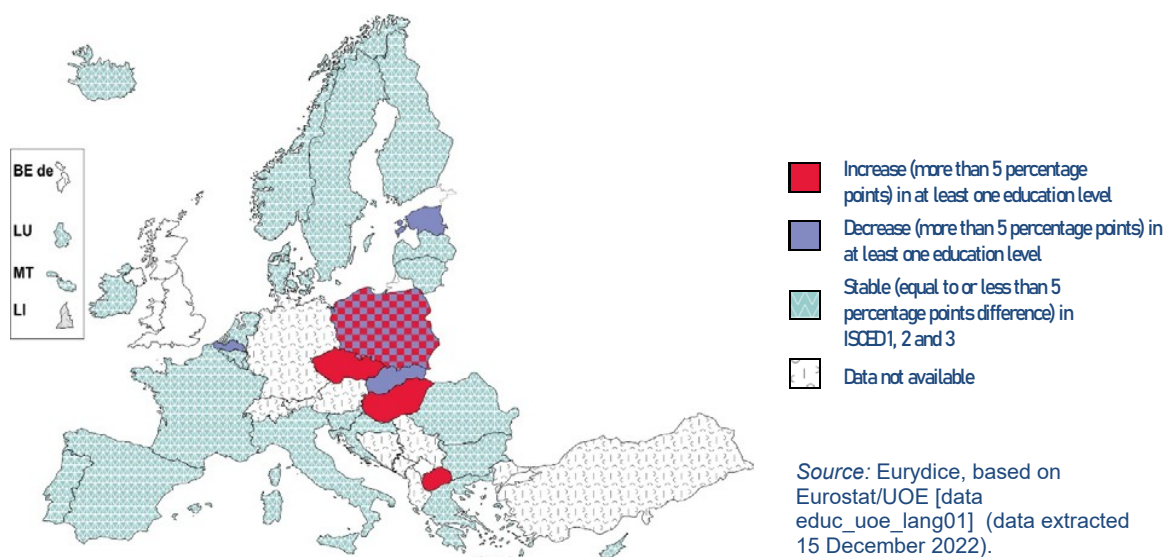 BE de
LU
MT
LI
Increase (more than 5 percentage
points) in at least one education level
Decrease (more than 5 percentage points) in
at least one education level
Stable (equal to or less than 5
percentage points difference) in
ISCED1, 2 and 3
Data not available
Source: Eurydice, based on
Eurostat/UOE [data
educ_uoe_lang01] (data extracted
15 December 2022).